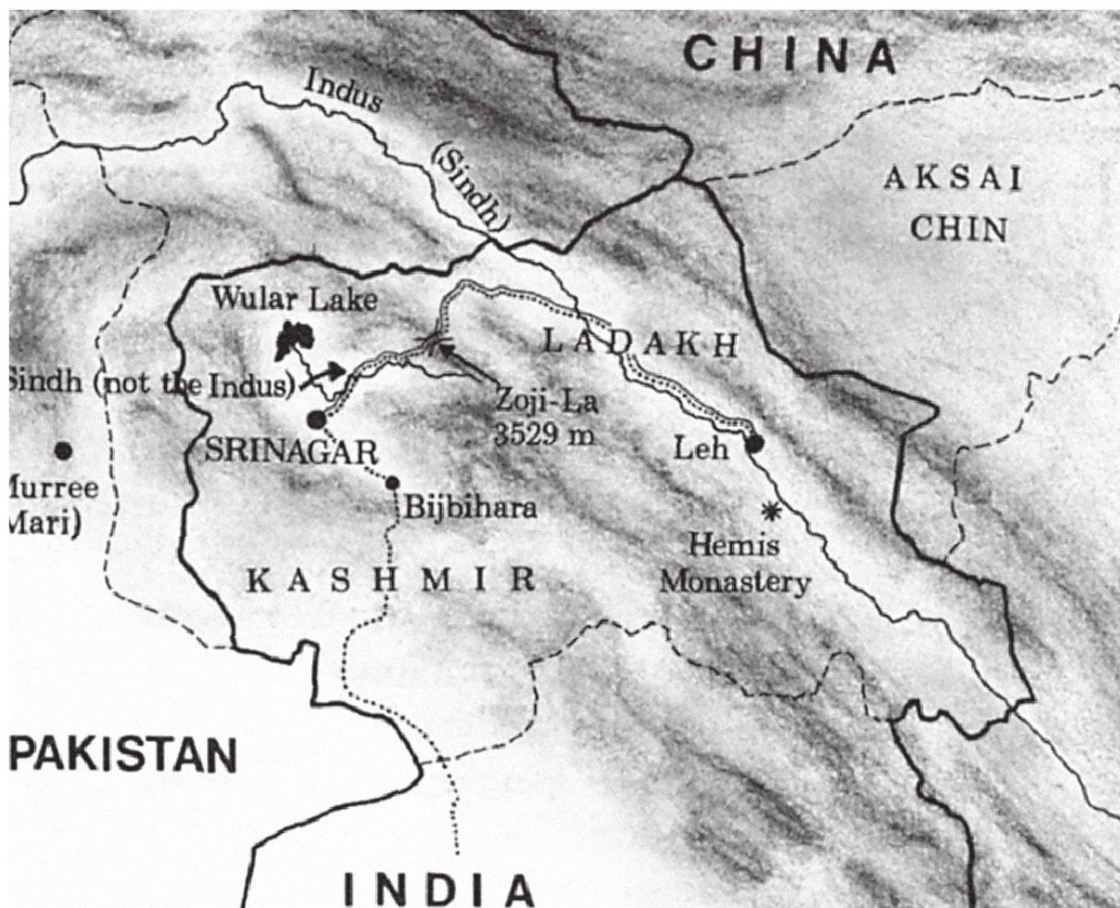 CHINA
Indus
(Sindh)
AKSAI
CHIN
Wular Lake
LADAKH
Sindh (not the Indus)
Zoji-La
3529 m
SRINAGAR
Leh
Murree
Mari)
Bijbihara
Hemis
Monastery
KASHMIR
PAKISTAN
INDIA